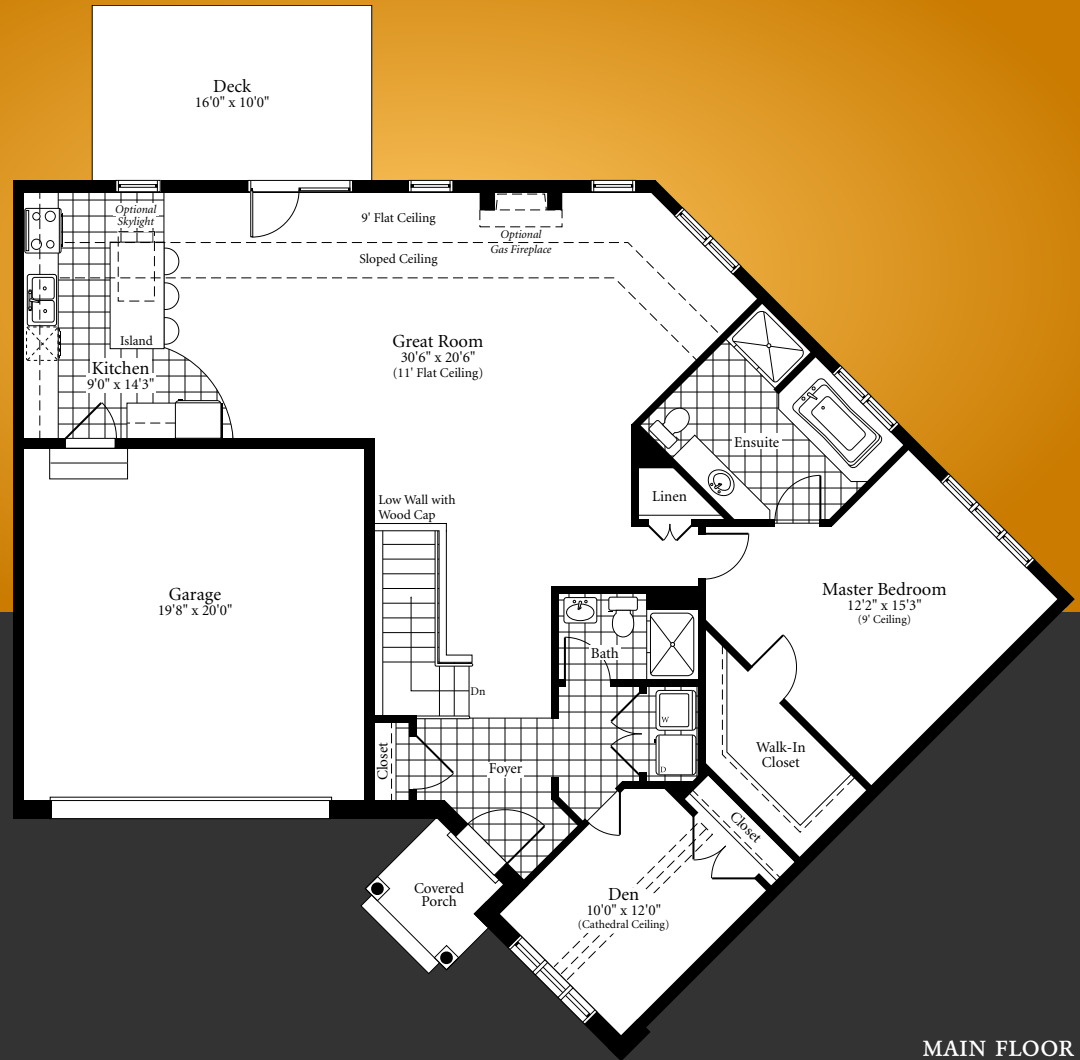 Deck
16'0" x 10'0"
Optional
Skylight
9' Flat Ceiling
Optional
Gas Fireplace
Sloped Ceiling
Island
Great Room
30'6" x 20'6"
(11' Flat Ceiling)
Kitchen
9'0" x 14'3"
Ensuite
Linen
Low Wall with
Wood Cap
Garage
19'8" x 20'0"
Master Bedroom
12'2" x 15'3"
(9' Ceiling)
Bath
Dn
W
D
Closet
Foyer
Walk-In
Closet
Closet
Covered
Porch
Den
10'0" x 12'0"
(Cathedral Ceiling)
MAIN FLOOR